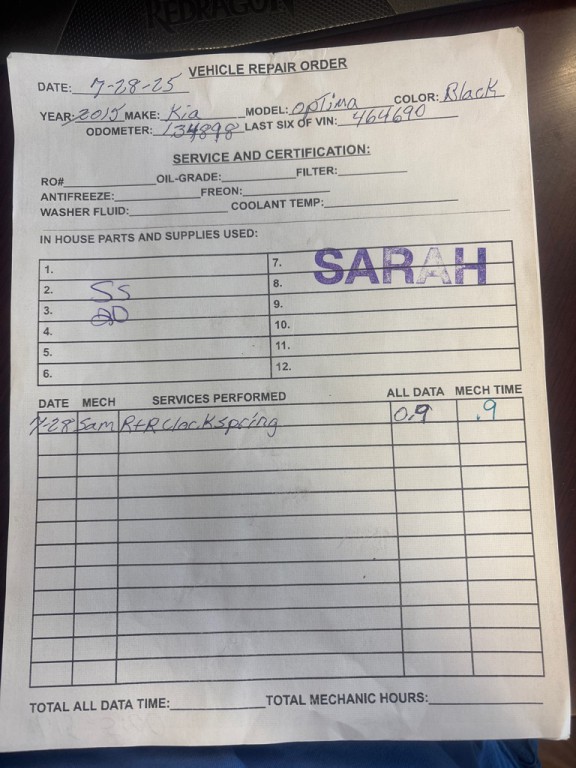 REDRAGON
VEHICLE REPAIR ORDER
DATE: 7-28-25
YEAR: 2015 MAKE: Kia MODEL: Optima COLOR: Black
ODOMETER: 134898 LAST SIX OF VIN: 464690
SERVICE AND CERTIFICATION:
RO# OIL-GRADE: FILTER:
ANTIFREEZE: FREON:
WASHER FLUID: COOLANT TEMP:
IN HOUSE PARTS AND SUPPLIES USED:
1. 7. SARAH
2. SS 8.
3. 20 9.
4. 10.
5. 11.
6. 12.
DATE MECH SERVICES PERFORMED ALL DATA MECH TIME
7-28 Sam R+R Clockspring 0.9 .9
TOTAL ALL DATA TIME: TOTAL MECHANIC HOURS: